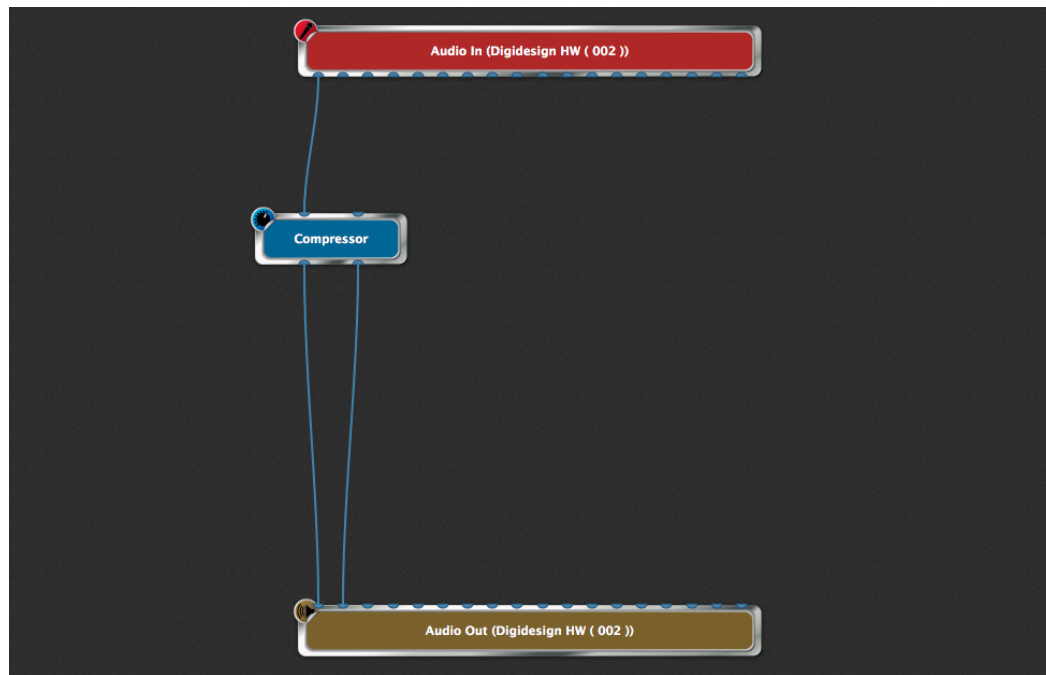 Audio In (Digidesign HW ( 002 ))
Compressor
Audio Out (Digidesign HW ( 002 ))